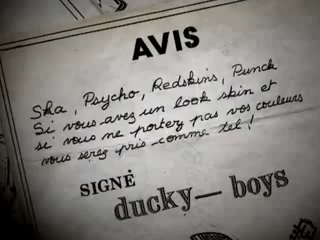 AVIS
Ska, Psycho, Redskins, Punck
Si vous avez un look skin et
si vous ne portez pas vos couleurs
vous serez pris comme tel !
SIGNÉ
ducky — boys